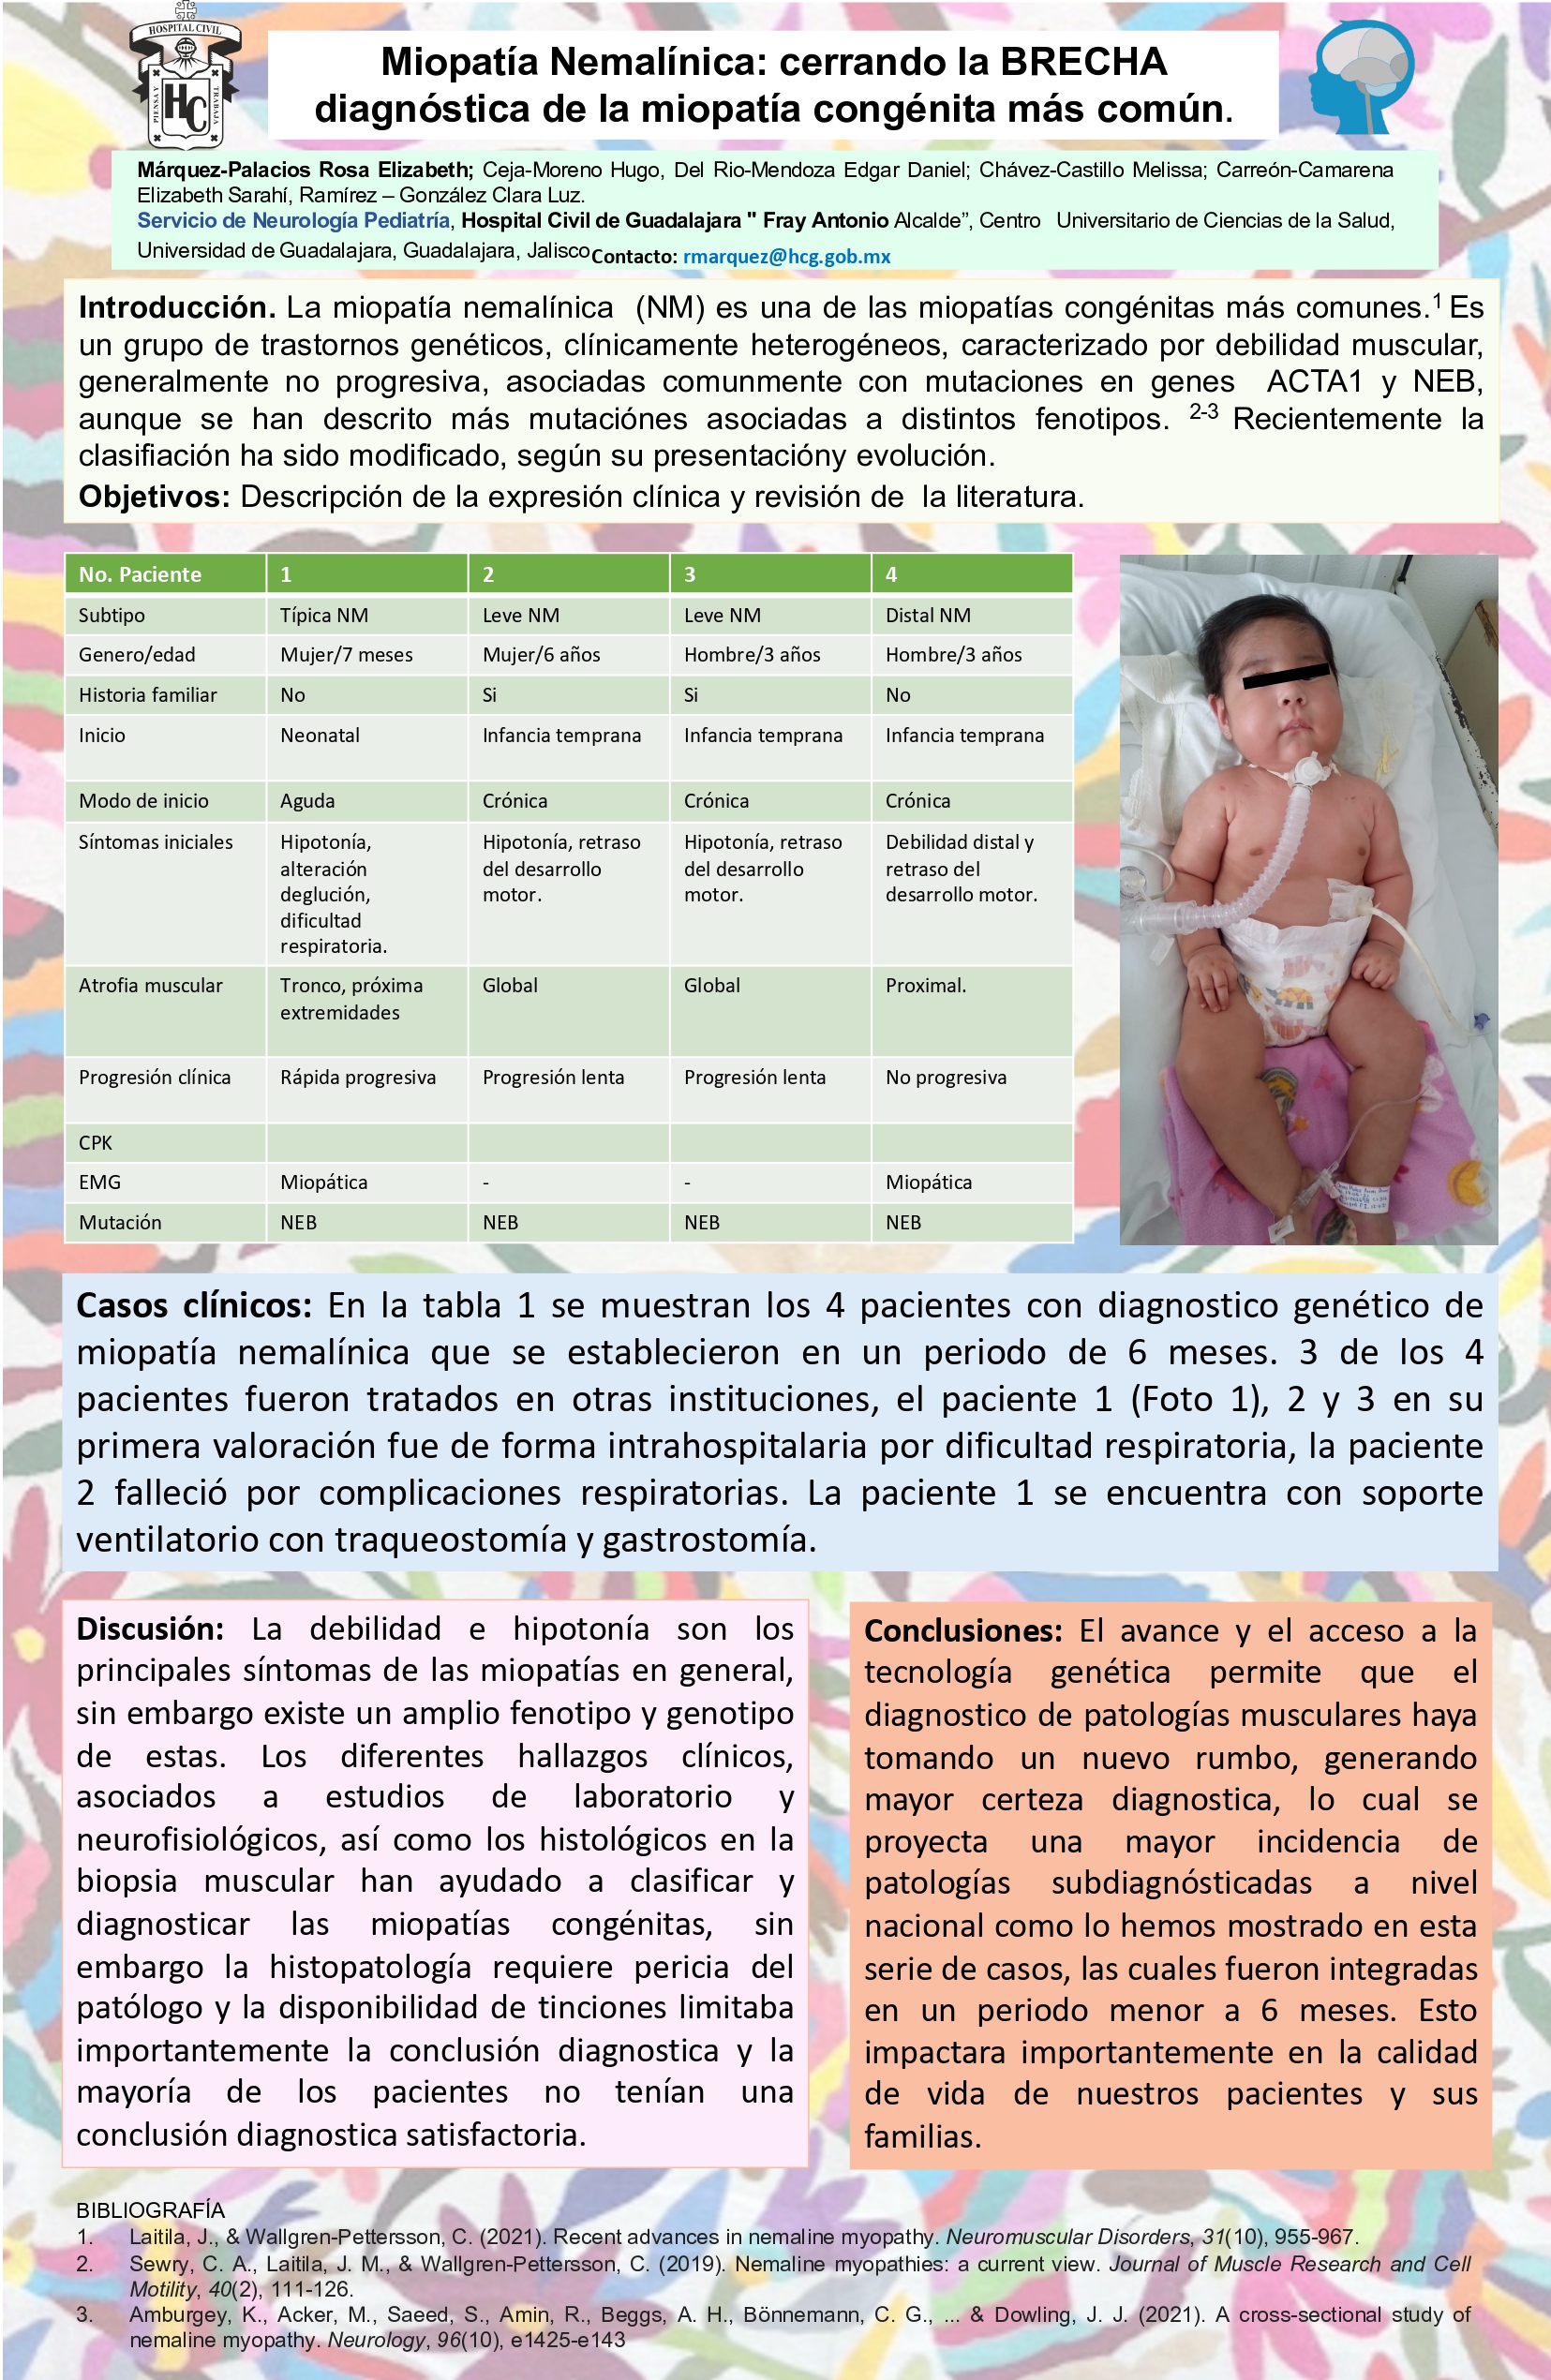 HOSPITAL CIVIL
PIENSA Y
TRABAJA
HC
Miopatía Nemalínica: cerrando la BRECHA
diagnóstica de la miopatía congénita más común.
Márquez-Palacios Rosa Elizabeth; Ceja-Moreno Hugo, Del Rio-Mendoza Edgar Daniel; Chávez-Castillo Melissa; Carreón-Camarena
Elizabeth Sarahí, Ramírez – González Clara Luz.
Servicio de Neurología Pediatría, Hospital Civil de Guadalajara " Fray Antonio Alcalde”, Centro Universitario de Ciencias de la Salud,
Universidad de Guadalajara, Guadalajara, Jalisco Contacto: rmarquez@hcg.gob.mx
Introducción. La miopatía nemalínica (NM) es una de las miopatías congénitas más comunes.1 Es
un grupo de trastornos genéticos, clínicamente heterogéneos, caracterizado por debilidad muscular,
generalmente no progresiva, asociadas comunmente con mutaciones en genes ACTA1 y NEB,
aunque se han descrito más mutaciónes asociadas a distintos fenotipos. 2-3 Recientemente la
clasifiación ha sido modificado, según su presentacióny evolución.
Objetivos: Descripción de la expresión clínica y revisión de la literatura.
No. Paciente 1 2 3 4
Subtipo Típica NM Leve NM Leve NM Distal NM
Genero/edad Mujer/7 meses Mujer/6 años Hombre/3 años Hombre/3 años
Historia familiar No Si Si No
Inicio Neonatal Infancia temprana Infancia temprana Infancia temprana
Modo de inicio Aguda Crónica Crónica Crónica
Síntomas iniciales Hipotonía, Hipotonía, retraso Hipotonía, retraso Debilidad distal y
alteración del desarrollo del desarrollo retraso del
deglución, motor. motor. desarrollo motor.
dificultad
respiratoria.
Atrofia muscular Tronco, próxima Global Global Proximal.
extremidades
Progresión clínica Rápida progresiva Progresión lenta Progresión lenta No progresiva
CPK
EMG Miopática - - Miopática
Mutación NEB NEB NEB NEB
Casos clínicos: En la tabla 1 se muestran los 4 pacientes con diagnostico genético de
miopatía nemalínica que se establecieron en un periodo de 6 meses. 3 de los 4
pacientes fueron tratados en otras instituciones, el paciente 1 (Foto 1), 2 y 3 en su
primera valoración fue de forma intrahospitalaria por dificultad respiratoria, la paciente
2 falleció por complicaciones respiratorias. La paciente 1 se encuentra con soporte
ventilatorio con traqueostomía y gastrostomía.
Discusión: La debilidad e hipotonía son los
principales síntomas de las miopatías en general,
sin embargo existe un amplio fenotipo y genotipo
de estas. Los diferentes hallazgos clínicos,
asociados a estudios de laboratorio y
neurofisiológicos, así como los histológicos en la
biopsia muscular han ayudado a clasificar y
diagnosticar las miopatías congénitas, sin
embargo la histopatología requiere pericia del
patólogo y la disponibilidad de tinciones limitaba
importantemente la conclusión diagnostica y la
mayoría de los pacientes no tenían una
conclusión diagnostica satisfactoria.
Conclusiones: El avance y el acceso a la
tecnología genética permite que el
diagnostico de patologías musculares haya
tomando un nuevo rumbo, generando
mayor certeza diagnostica, lo cual se
proyecta una mayor incidencia de
patologías subdiagnósticadas a nivel
nacional como lo hemos mostrado en esta
serie de casos, las cuales fueron integradas
en un periodo menor a 6 meses. Esto
impactara importantemente en la calidad
de vida de nuestros pacientes y sus
familias.
BIBLIOGRAFÍA
1. Laitila, J., & Wallgren-Pettersson, C. (2021). Recent advances in nemaline myopathy. Neuromuscular Disorders, 31(10), 955-967.
2. Sewry, C. A., Laitila, J. M., & Wallgren-Pettersson, C. (2019). Nemaline myopathies: a current view. Journal of Muscle Research and Cell
Motility, 40(2), 111-126.
3. Amburgey, K., Acker, M., Saeed, S., Amin, R., Beggs, A. H., Bönnemann, C. G., ... & Dowling, J. J. (2021). A cross-sectional study of
nemaline myopathy. Neurology, 96(10), e1425-e143